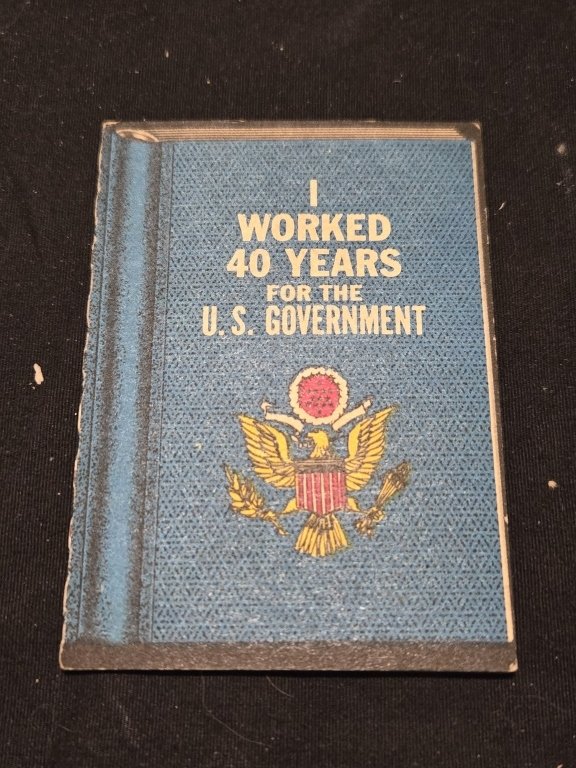 I
WORKED
40 YEARS
FOR THE
U. S. GOVERNMENT